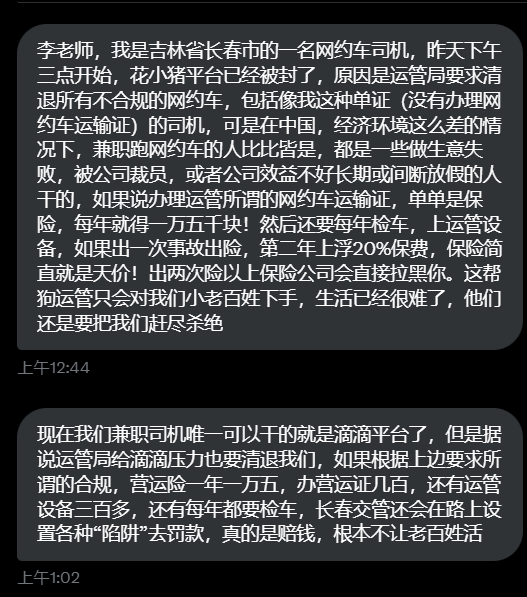 李老师，我是吉林省长春市的一名网约车司机，昨天下午
三点开始，花小猪平台已经被封了，原因是运管局要求清
退所有不合规的网约车，包括像我这种单证（没有办理网
约车运输证）的司机，可是在中国，经济环境这么差的情
况下，兼职跑网约车的人比比皆是，都是一些做生意失
败，被公司裁员，或者公司效益不好长期或间断放假的人
干的，如果说办理运管所谓的网约车运输证，单单是保
险，每年就得一万五千块！然后还要每年检车，上运管设
备，如果出一次事故出险，第二年上浮20%保费，保险简
直就是天价！出两次险以上保险公司会直接拉黑你。这帮
狗运管只会对我们小老百姓下手，生活已经很难了，他们
还是要把我们赶尽杀绝
上午12:44
现在我们兼职司机唯一可以干的就是滴滴平台了，但是据
说运管局给滴滴压力也要清退我们，如果根据上边要求所
谓的合规，营运险一年一万五，办营运证几百，还有运管
设备三百多，还有每年都要检车，长春交管还会在路上设
置各种“陷阱”去罚款，真的是赔钱，根本不让老百姓活
上午1:02